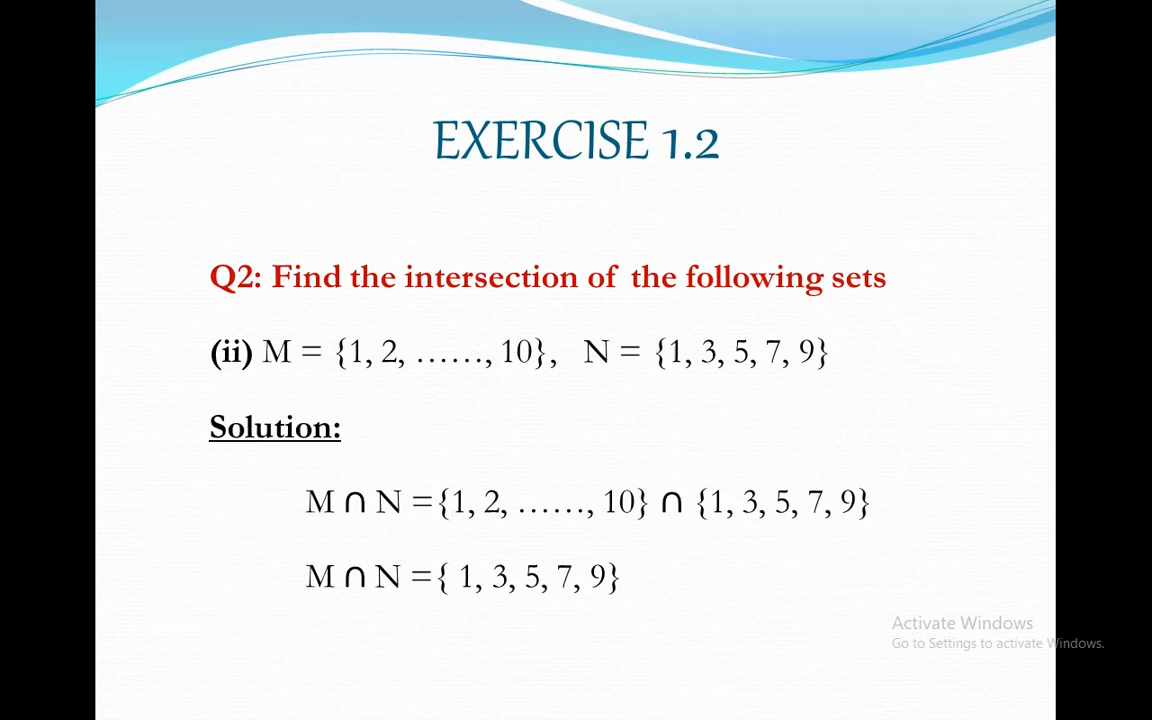 EXERCISE 1.2
Q2: Find the intersection of the following sets
(ii) M = {1, 2, ……, 10}, N = {1, 3, 5, 7, 9}
Solution:
M ∩ N ={1, 2, ……, 10} ∩ {1, 3, 5, 7, 9}
M ∩ N ={ 1, 3, 5, 7, 9}
Activate Windows
Go to Settings to activate Windows.